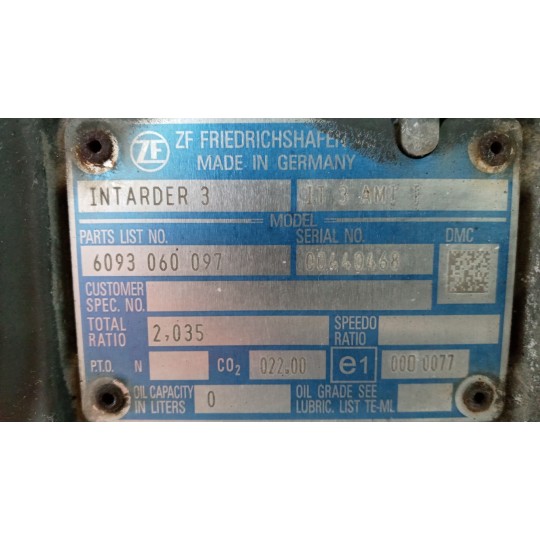 ZF ZF FRIEDRICHSHAFEN
MADE IN GERMANY
INTARDER 3 IT 3
MODEL
PARTS LIST NO. SERIAL NO. DMC
6093 060 097
CUSTOMER
SPEC. NO.
TOTAL
RATIO 2,035 SPEEDO
RATIO
P.T.O. N CO2 022.00 e1 00D 0077
OIL CAPACITY
IN LITERS 0 OIL GRADE SEE
LUBRIC. LIST TE-ML